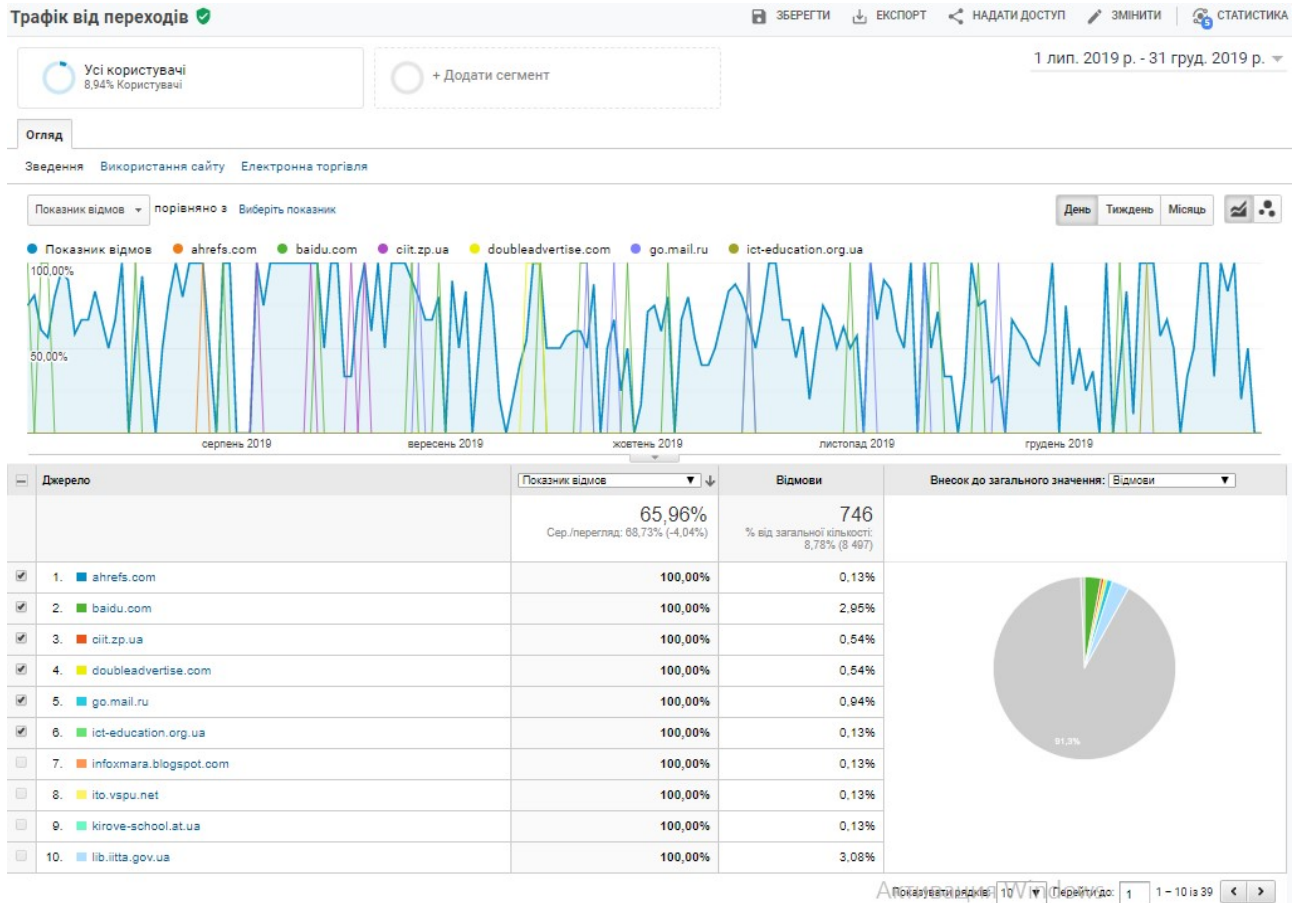 Трафік від переходів
ЗБЕРЕГТИ ЕКСПОРТ НАДАТИ ДОСТУП ЗМІНИТИ 5 СТАТИСТИКА
Усі користувачі
8,94% Користувачі
+ Додати сегмент
1 лип. 2019 р. - 31 груд. 2019 р.
Огляд
Зведення Використання сайту Електронна торгівля
Показник відмов порівняно з Виберіть показник
День Тиждень Місяць
Показник відмов ahrefs.com baidu.com ciit.zp.ua doubleadvertise.com go.mail.ru ict-education.org.ua
100,00%
50,00%
серпень 2019 вересень 2019 жовтень 2019 листопад 2019 грудень 2019
Джерело Показник відмов Відмови Внесок до загального значення: Відмови
65,96% 746
Сер./перегляд: 68,73% (-4,04%) % від загальної кількості:
8,78% (8 497)
1. ahrefs.com 100,00% 0,13%
2. baidu.com 100,00% 2,95%
3. ciit.zp.ua 100,00% 0,54%
4. doubleadvertise.com 100,00% 0,54%
5. go.mail.ru 100,00% 0,94%
6. ict-education.org.ua 100,00% 0,13%
91,3%
7. infoxmara.blogspot.com 100,00% 0,13%
8. ito.vspu.net 100,00% 0,13%
9. kirove-school.at.ua 100,00% 0,13%
10. lib.iitta.gov.ua 100,00% 3,08%
Активация Windows
Показувати рядків: 10 Перейти до: 1 1 – 10 із 39